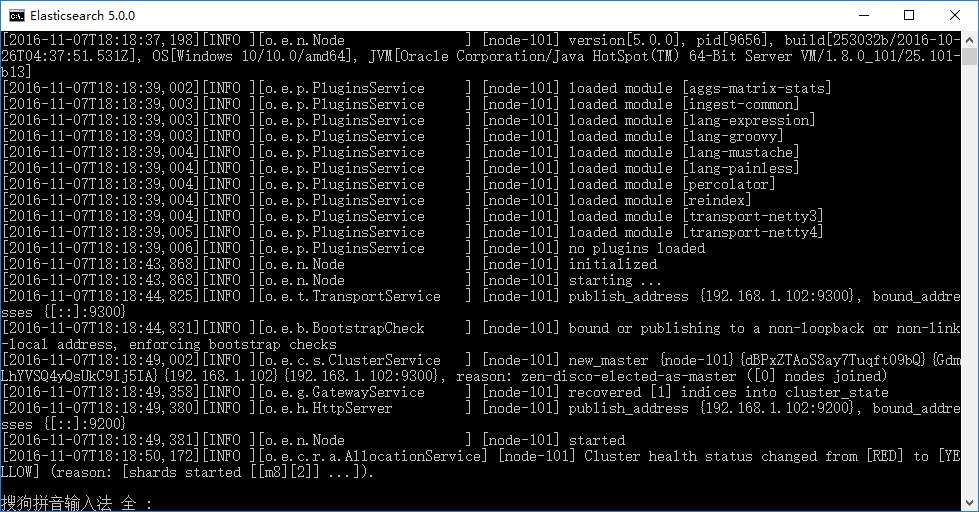 Elasticsearch 5.0.0
[2016-11-07T18:18:37,198][INFO ][o.e.n.Node               ] [node-101] version[5.0.0], pid[9656], build[253032b/2016-10-
26T04:37:51.531Z], OS[Windows 10/10.0/amd64], JVM[Oracle Corporation/Java HotSpot(TM) 64-Bit Server VM/1.8.0_101/25.101-
b13]
[2016-11-07T18:18:39,002][INFO ][o.e.p.PluginsService     ] [node-101] loaded module [aggs-matrix-stats]
[2016-11-07T18:18:39,003][INFO ][o.e.p.PluginsService     ] [node-101] loaded module [ingest-common]
[2016-11-07T18:18:39,003][INFO ][o.e.p.PluginsService     ] [node-101] loaded module [lang-expression]
[2016-11-07T18:18:39,003][INFO ][o.e.p.PluginsService     ] [node-101] loaded module [lang-groovy]
[2016-11-07T18:18:39,004][INFO ][o.e.p.PluginsService     ] [node-101] loaded module [lang-mustache]
[2016-11-07T18:18:39,004][INFO ][o.e.p.PluginsService     ] [node-101] loaded module [lang-painless]
[2016-11-07T18:18:39,004][INFO ][o.e.p.PluginsService     ] [node-101] loaded module [percolator]
[2016-11-07T18:18:39,004][INFO ][o.e.p.PluginsService     ] [node-101] loaded module [reindex]
[2016-11-07T18:18:39,004][INFO ][o.e.p.PluginsService     ] [node-101] loaded module [transport-netty3]
[2016-11-07T18:18:39,005][INFO ][o.e.p.PluginsService     ] [node-101] loaded module [transport-netty4]
[2016-11-07T18:18:39,006][INFO ][o.e.p.PluginsService     ] [node-101] no plugins loaded
[2016-11-07T18:18:43,868][INFO ][o.e.n.Node               ] [node-101] initialized
[2016-11-07T18:18:43,868][INFO ][o.e.n.Node               ] [node-101] starting ...
[2016-11-07T18:18:44,825][INFO ][o.e.t.TransportService   ] [node-101] publish_address {192.168.1.102:9300}, bound_addre
sses {[::]:9300}
[2016-11-07T18:18:44,831][INFO ][o.e.b.BootstrapCheck     ] [node-101] bound or publishing to a non-loopback or non-link
-local address, enforcing bootstrap checks
[2016-11-07T18:18:49,002][INFO ][o.e.c.s.ClusterService   ] [node-101] new_master {node-101}{dBPxZTAoS8ay7Tuqft09bQ}{Gdm
LhYVSQ4yQsUkC9Ij5IA}{192.168.1.102}{192.168.1.102:9300}, reason: zen-disco-elected-as-master ([0] nodes joined)
[2016-11-07T18:18:49,358][INFO ][o.e.g.GatewayService     ] [node-101] recovered [1] indices into cluster_state
[2016-11-07T18:18:49,380][INFO ][o.e.h.HttpServer         ] [node-101] publish_address {192.168.1.102:9200}, bound_addre
sses {[::]:9200}
[2016-11-07T18:18:49,381][INFO ][o.e.n.Node               ] [node-101] started
[2016-11-07T18:18:50,172][INFO ][o.e.c.r.a.AllocationService] [node-101] Cluster health status changed from [RED] to [YE
LLOW] (reason: [shards started [[m8][2]] ...]).
搜狗拼音输入法 全 :